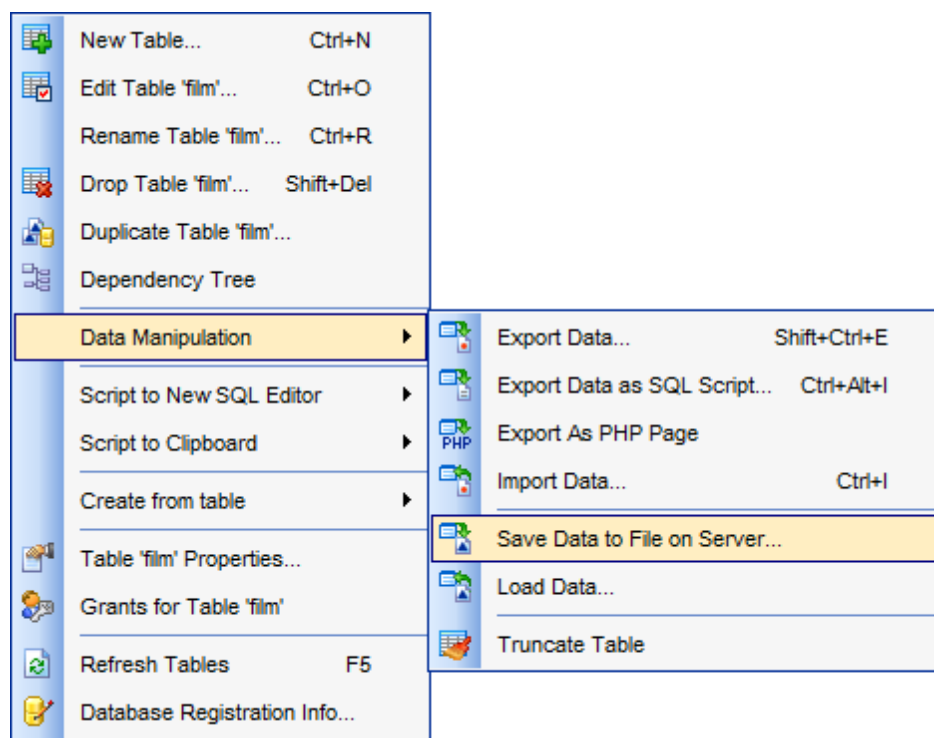 New Table... Ctrl+N
Edit Table 'film'... Ctrl+O
Rename Table 'film'... Ctrl+R
Drop Table 'film'... Shift+Del
Duplicate Table 'film'...
Dependency Tree
Data Manipulation
Script to New SQL Editor
Script to Clipboard
Create from table
Table 'film' Properties...
Grants for Table 'film'
Refresh Tables F5
Database Registration Info...
Export Data... Shift+Ctrl+E
Export Data as SQL Script... Ctrl+Alt+I
PHP Export As PHP Page
Import Data... Ctrl+I
Save Data to File on Server...
Load Data...
Truncate Table